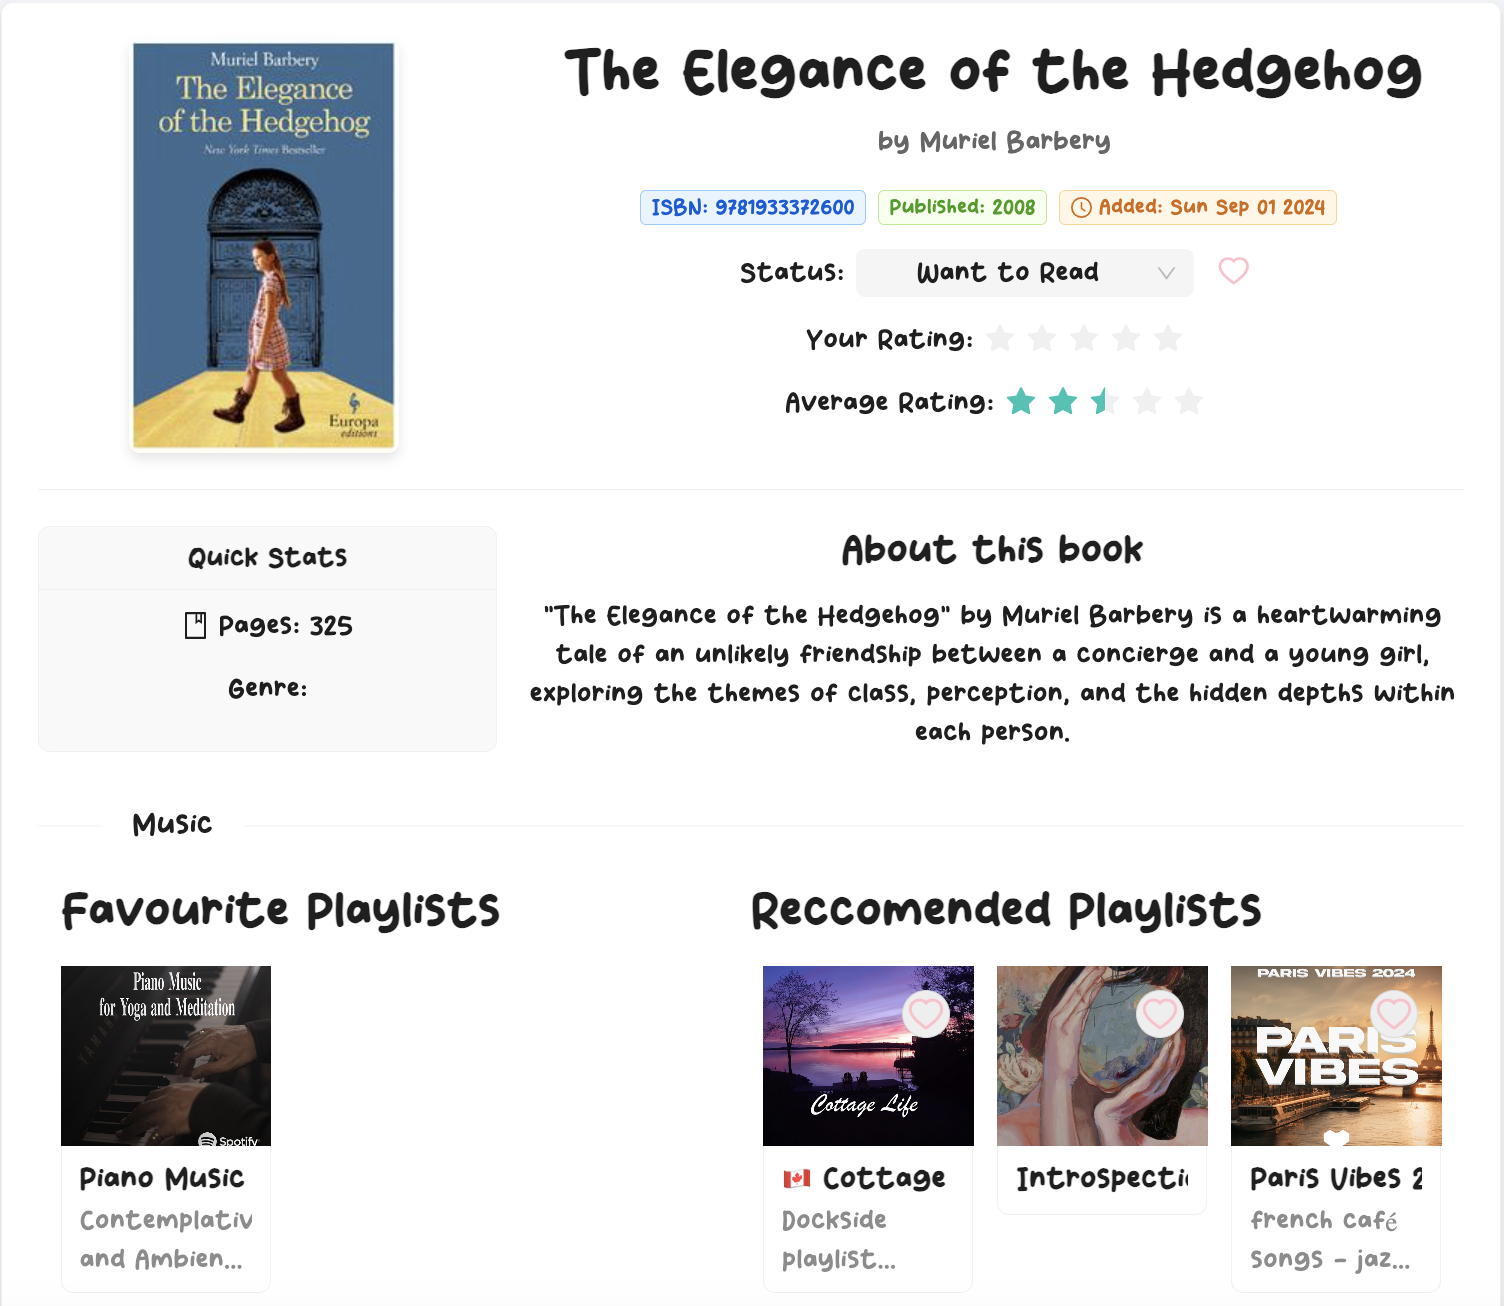 Muriel Barbery
The Elegance
of the Hedgehog
New York Times Bestseller
Europa
editions
The Elegance of the Hedgehog
by Muriel Barbery
ISBN: 9781933372600
Published: 2008
Added: Sun Sep 01 2024
Status: Want to Read
Your Rating:
Average Rating:
Quick Stats
Pages: 325
Genre:
About this book
"The Elegance of the Hedgehog" by Muriel Barbery is a heartwarming
tale of an unlikely friendship between a concierge and a young girl,
exploring the themes of class, perception, and the hidden depths within
each person.
Music
Favourite Playlists
Piano Music
for Yoga and Meditation
YAMAHA
Spotify
Piano Music
Contemplativ
and Ambien...
Reccomended Playlists
Cottage Life
🇨🇦 Cottage
Dockside
playlist...
Introspecti
PARIS VIBES 2024
PARIS
VIBES
Paris Vibes 2
french café
songs - jaz...